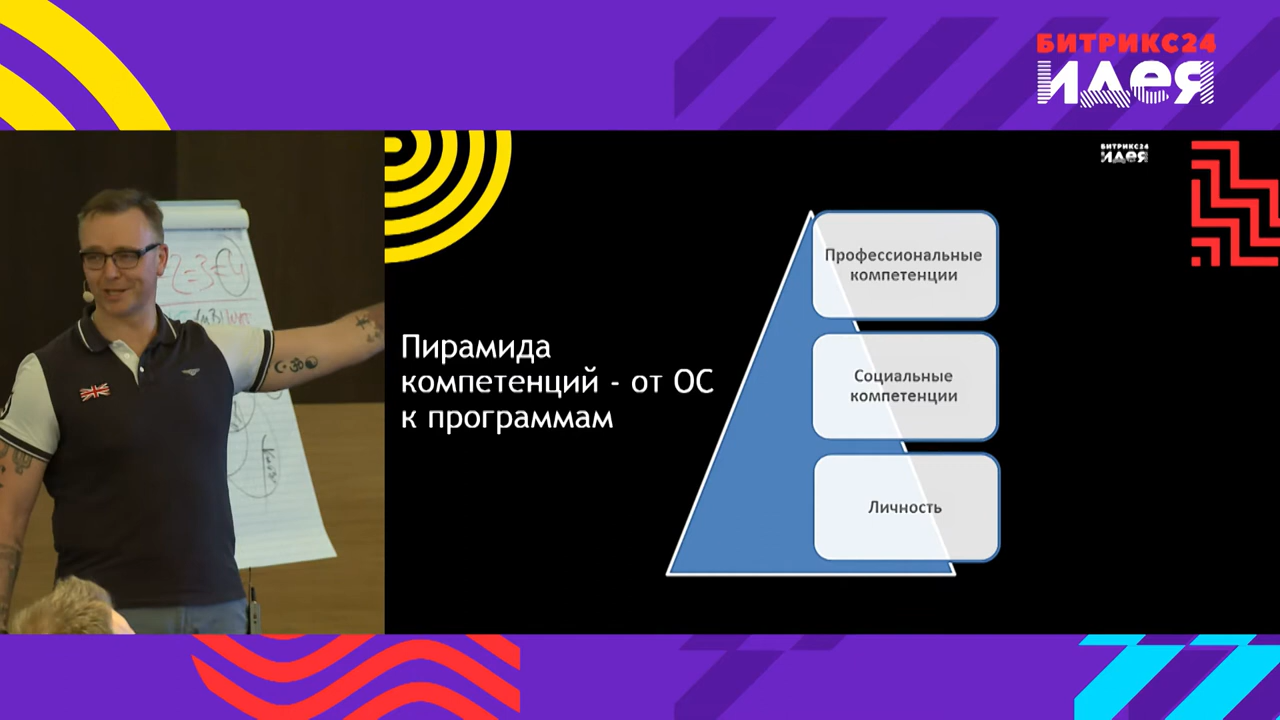 БИТРИКС24
идея
БИТРИКС24
идея
Профессиональные
компетенции
Пирамида
компетенций - от ОС
к программам
Социальные
компетенции
Личность